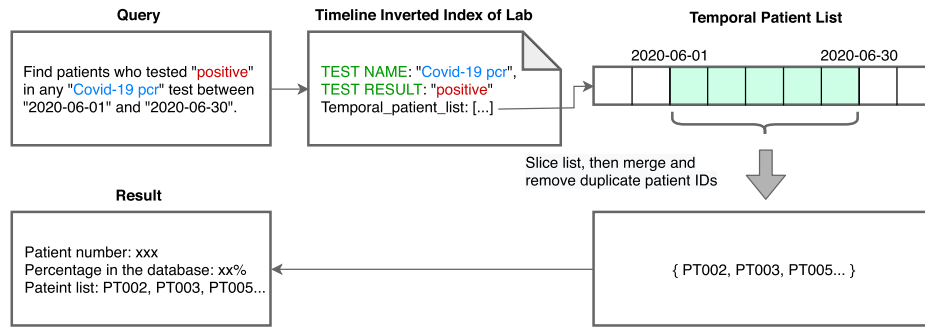 Query
Find patients who tested "positive"
in any "Covid-19 pcr" test between
"2020-06-01" and "2020-06-30".
Timeline Inverted Index of Lab
TEST NAME: "Covid-19 pcr",
TEST RESULT: "positive"
Temporal_patient_list: [...]
Temporal Patient List
2020-06-01
2020-06-30
Slice list, then merge and
remove duplicate patient IDs
{ PT002, PT003, PT005... }
Result
Patient number: xxx
Percentage in the database: xx%
Pateint list: PT002, PT003, PT005...